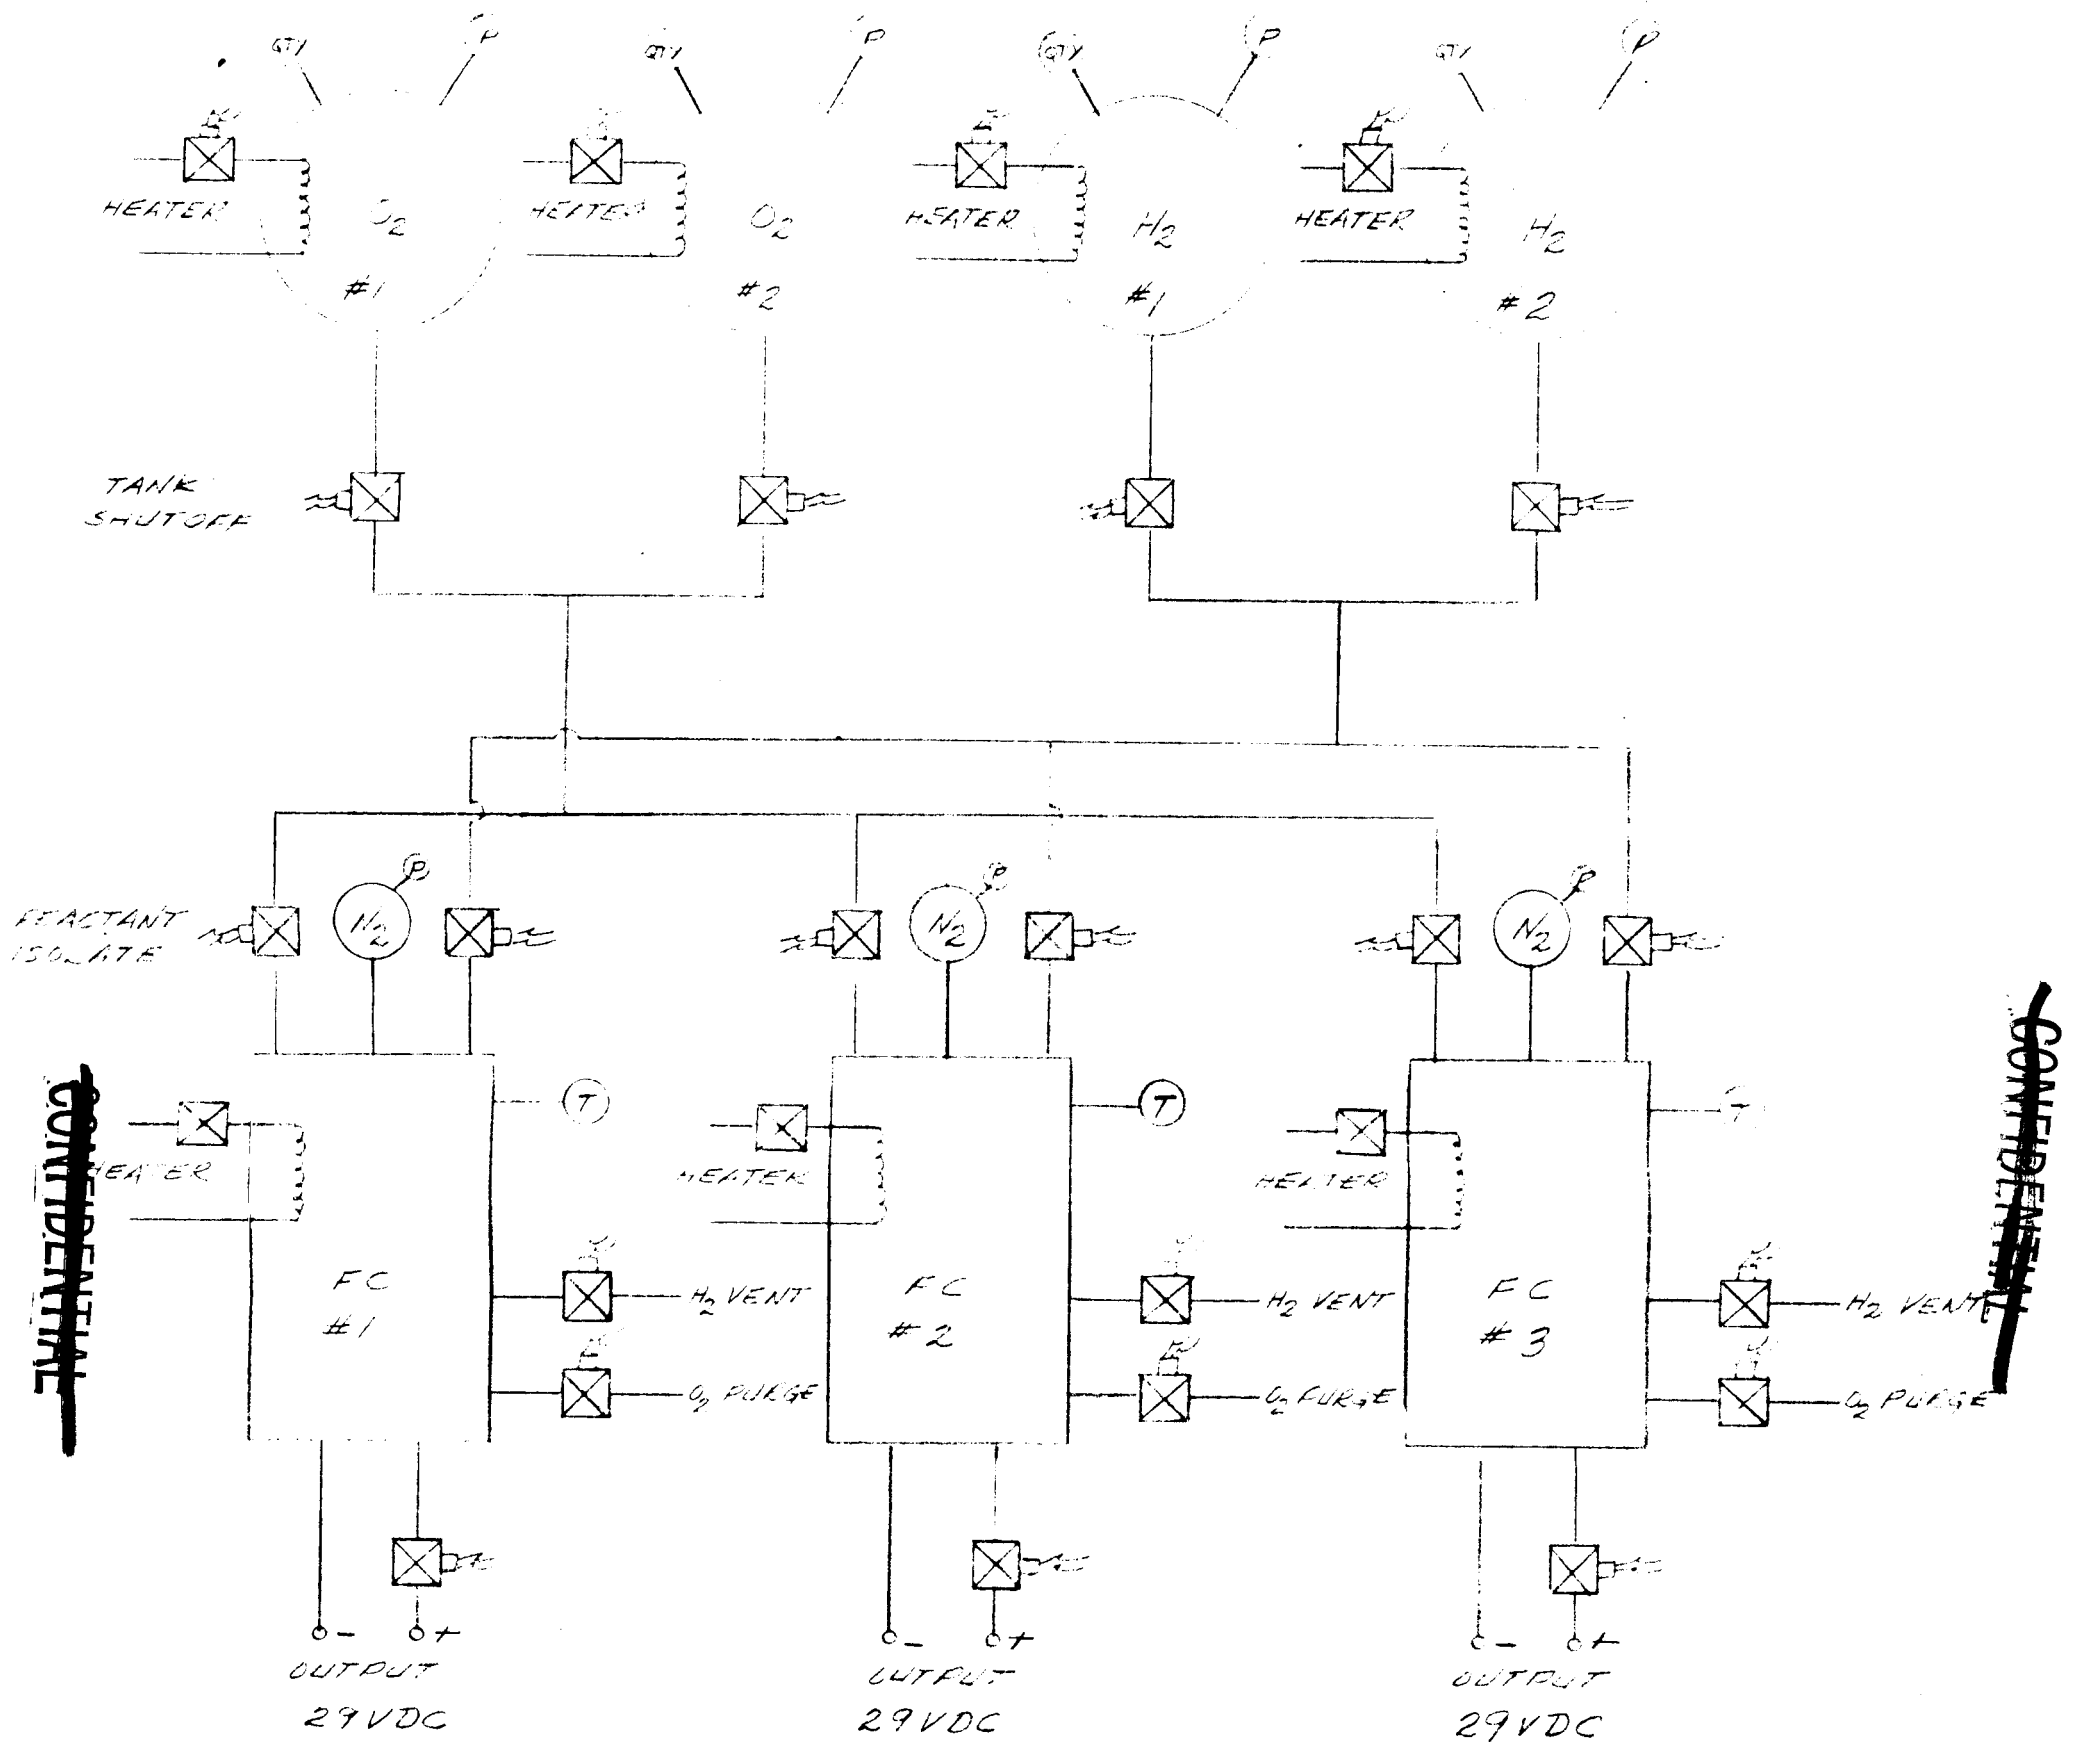 QTY P QTY P QTY P QTY P
HEATER O2 HEATER O2 HEATER H2 HEATER H2
#1 #2 #1 #2
TANK
SHUTOFF
P P P
REACTANT N2 N2 N2
ISOLATE
T T T
HEATER HEATER HEATER
CONFIDENTIAL
CONFIDENTIAL
FC FC FC
H2 VENT H2 VENT H2 VENT
#1 #2 #3
O2 PURGE O2 PURGE O2 PURGE
- + - + - +
OUTPUT OUTPUT OUTPUT
29VDC 29VDC 29VDC